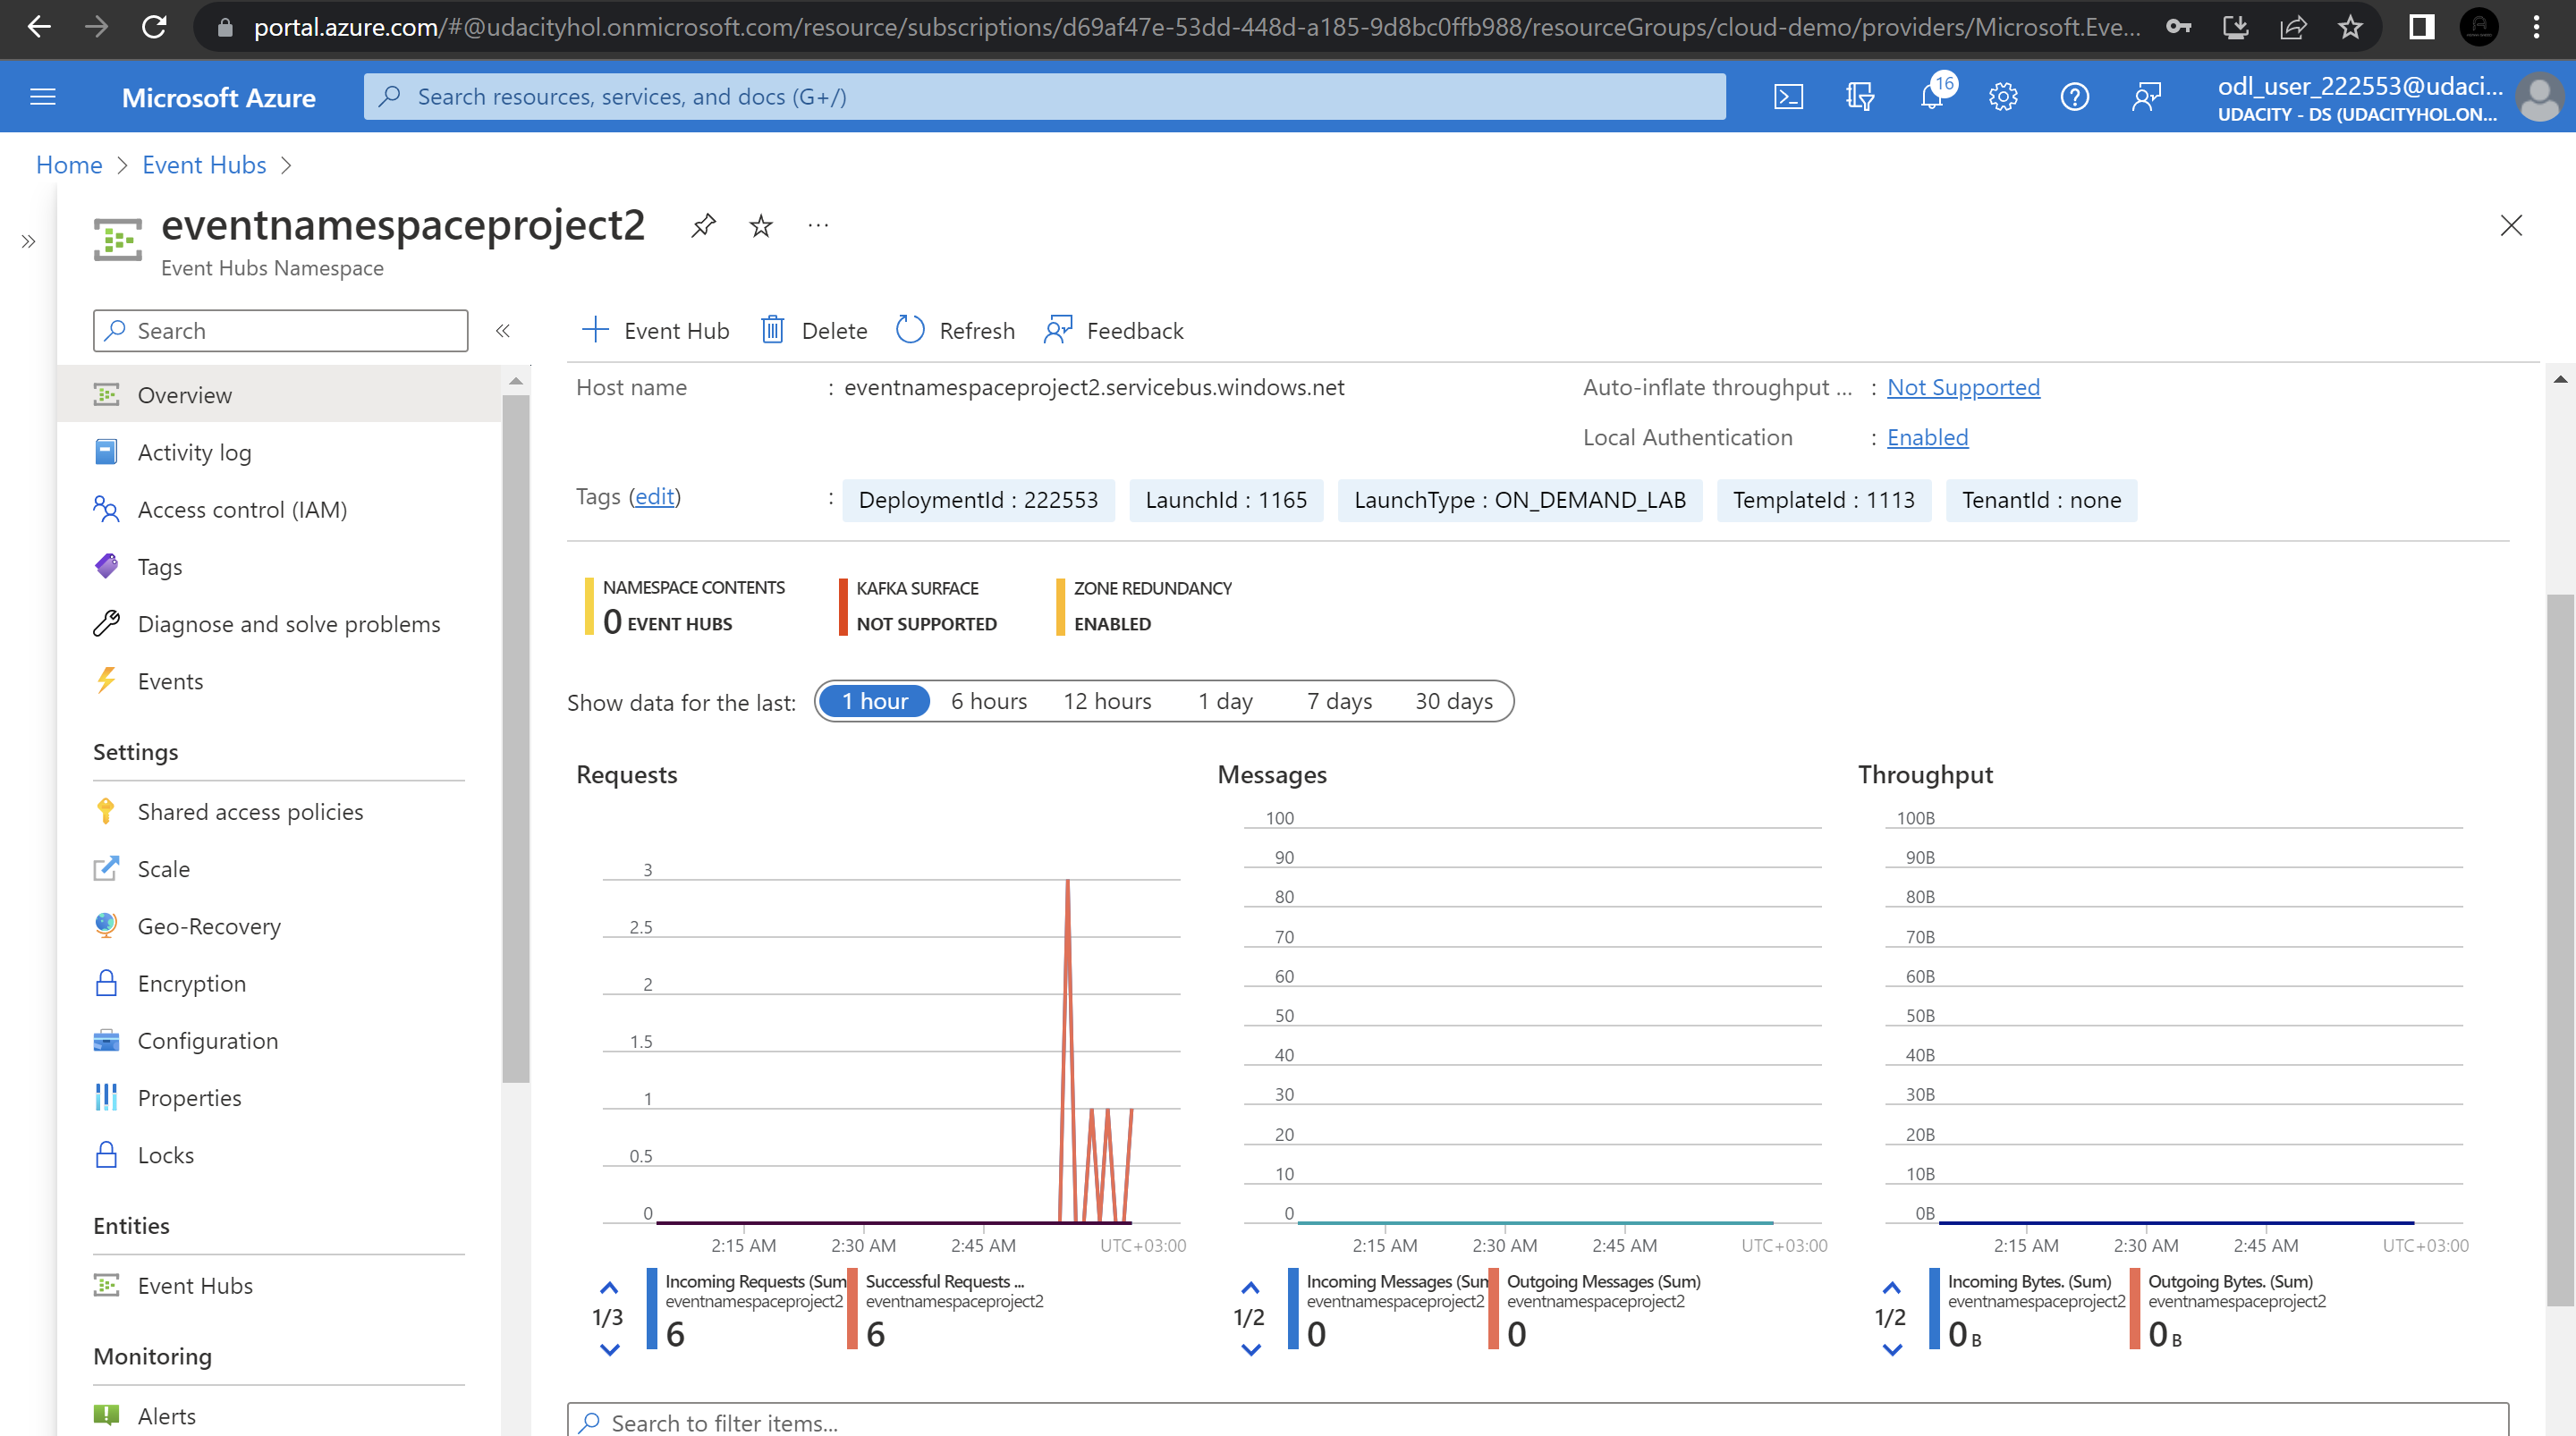 portal.azure.com/#@udacityhol.onmicrosoft.com/resource/subscriptions/d69af47e-53dd-448d-a185-9d8bc0ffb988/resourceGroups/cloud-demo/providers/Microsoft.Eve...
Microsoft Azure
Search resources, services, and docs (G+/)
16
odl_user_222553@udaci...
UDACITY - DS (UDACITYHOL.ON...
Home > Event Hubs >
eventnamespaceproject2
Event Hubs Namespace
Search
Event Hub
Delete
Refresh
Feedback
Overview
Activity log
Access control (IAM)
Tags
Diagnose and solve problems
Events
Settings
Shared access policies
Scale
Geo-Recovery
Encryption
Configuration
Properties
Locks
Entities
Event Hubs
Monitoring
Alerts
Host name : eventnamespaceproject2.servicebus.windows.net
Auto-inflate throughput ... : Not Supported
Local Authentication : Enabled
Tags (edit) : DeploymentId : 222553 LaunchId : 1165 LaunchType : ON_DEMAND_LAB TemplateId : 1113 TenantId : none
NAMESPACE CONTENTS
0 EVENT HUBS
KAFKA SURFACE
NOT SUPPORTED
ZONE REDUNDANCY
ENABLED
Show data for the last: 1 hour 6 hours 12 hours 1 day 7 days 30 days
Requests
3
2.5
2
1.5
1
0.5
0
2:15 AM 2:30 AM 2:45 AM UTC+03:00
1/3
Incoming Requests (Sum
eventnamespaceproject2
6
Successful Requests ...
eventnamespaceproject2
6
Messages
100
90
80
70
60
50
40
30
20
10
0
2:15 AM 2:30 AM 2:45 AM UTC+03:00
1/2
Incoming Messages (Sum
eventnamespaceproject2
0
Outgoing Messages (Sum)
eventnamespaceproject2
0
Throughput
100B
90B
80B
70B
60B
50B
40B
30B
20B
10B
0B
2:15 AM 2:30 AM 2:45 AM UTC+03:00
1/2
Incoming Bytes. (Sum)
eventnamespaceproject2
0 B
Outgoing Bytes. (Sum)
eventnamespaceproject2
0 B
Search to filter items...